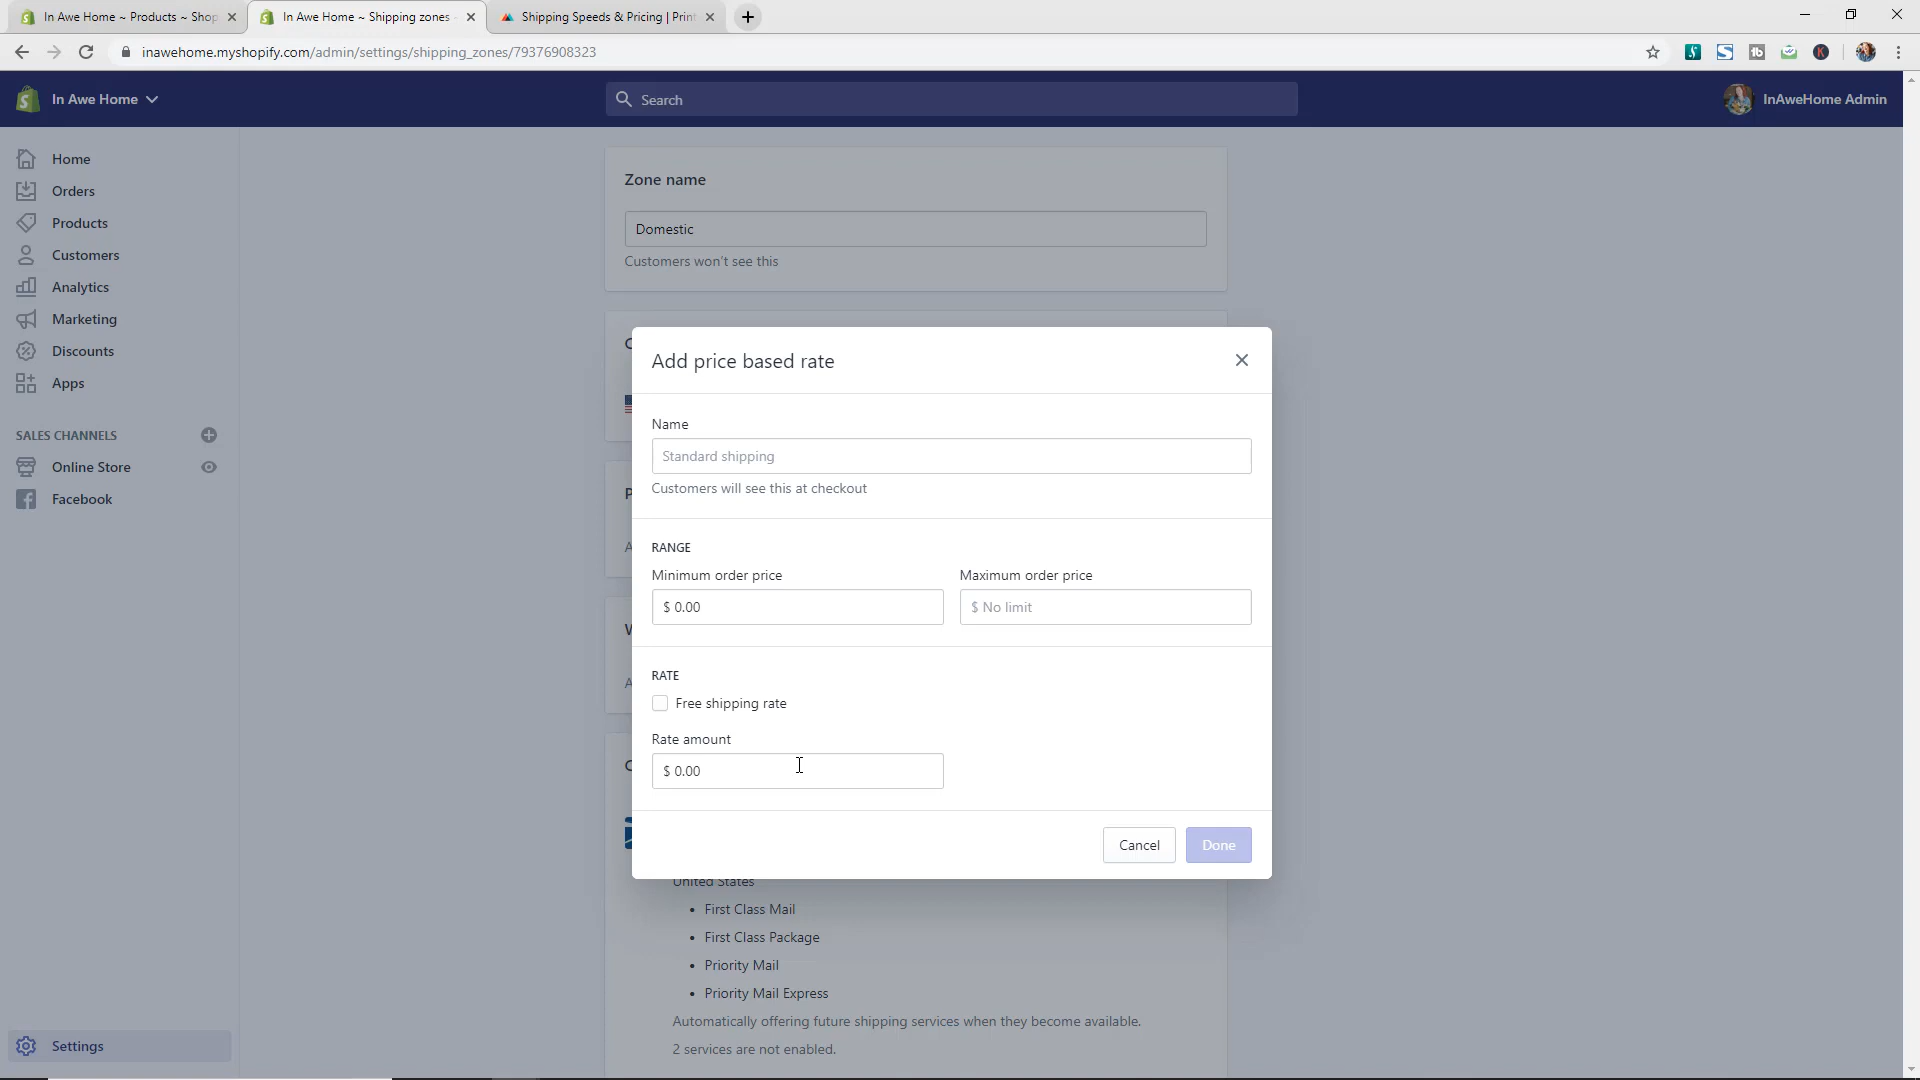 In Awe Home ~ Products ~ Shop
In Awe Home ~ Shipping zones
Shipping Speeds & Pricing | Print
inawehome.myshopify.com/admin/settings/shipping_zones/79376908323
In Awe Home
Search
InAweHome Admin
Home
Orders
Products
Customers
Analytics
Marketing
Discounts
Apps
SALES CHANNELS
Online Store
Facebook
Settings
Zone name
Domestic
Customers won't see this
Add price based rate
Name
Standard shipping
Customers will see this at checkout
RANGE
Minimum order price
Maximum order price
$ 0.00
$ No limit
RATE
Free shipping rate
Rate amount
$ 0.00
Cancel
Done
United States
• First Class Mail
• First Class Package
• Priority Mail
• Priority Mail Express
Automatically offering future shipping services when they become available.
2 services are not enabled.